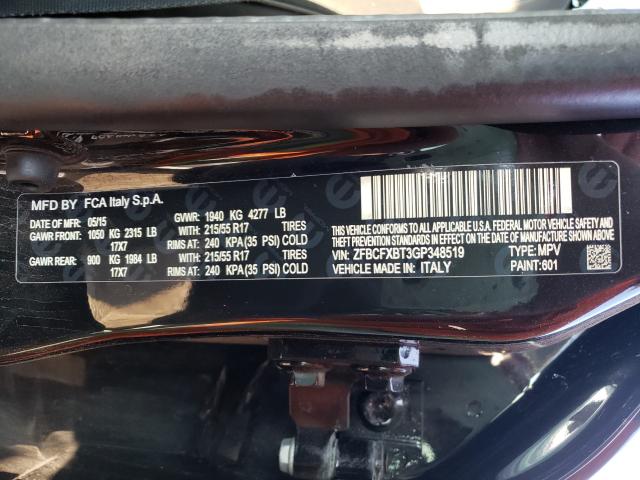 MFD BY FCA Italy S.p.A.
DATE OF MFR: 05/15 GVWR: 1940 KG 4277 LB
GAWR FRONT: 1050 KG 2315 LB WITH: 215/55 R17 TIRES
17X7 RIMS AT: 240 KPA(35 PSI) COLD
GAWR REAR: 900 KG 1984 LB WITH: 215/55 R17 TIRES
17X7 RIMS AT: 240 KPA(35 PSI) COLD
THIS VEHICLE CONFORMS TO ALL APPLICABLE U.S.
FEDERAL MOTOR VEHICLE SAFETY, BUMPER, AND
THEFT PREVENTION STANDARDS IN EFFECT ON THE
DATE OF MANUFACTURE SHOWN ABOVE.
VIN: ZFBCFXBT3GP348519 TYPE: MPV
VEHICLE MADE IN: ITALY PAINT:601